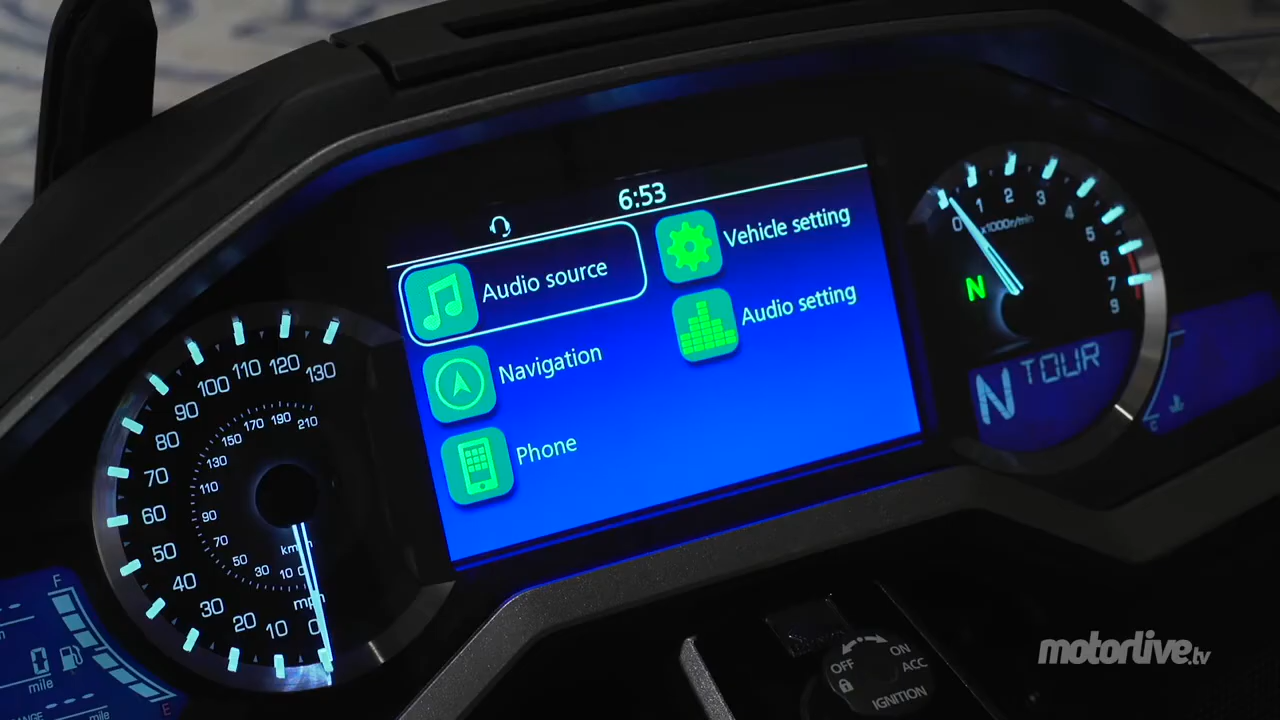 6:53
Audio source
Navigation
Phone
Vehicle setting
Audio setting
130
120
110
100
90
80
70
60
50
40
30
20
10
0
mph
210
190
170
150
130
110
90
70
50
30
10
0
F
E
0
mile
mile
0 1 2 3 4 5 6 7
9
x1000r/min
N
N TOUR
C
OFF ON
ACC
IGNITION
motorlive.tv